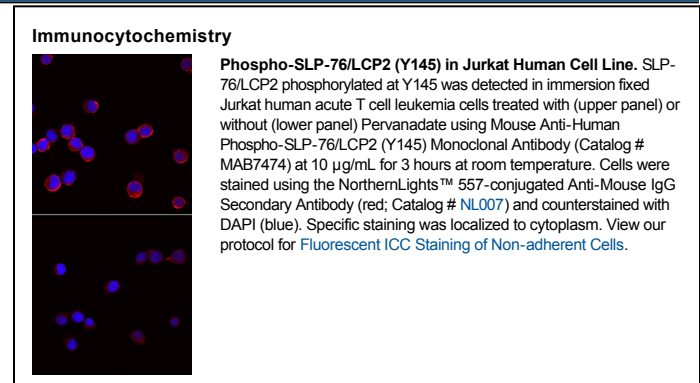 Immunocytochemistry
Phospho-SLP-76/LCP2 (Y145) in Jurkat Human Cell Line. SLP-
76/LCP2 phosphorylated at Y145 was detected in immersion fixed
Jurkat human acute T cell leukemia cells treated with (upper panel) or
without (lower panel) Pervanadate using Mouse Anti-Human
Phospho-SLP-76/LCP2 (Y145) Monoclonal Antibody (Catalog #
MAB7474) at 10 µg/mL for 3 hours at room temperature. Cells were
stained using the NorthernLights™ 557-conjugated Anti-Mouse IgG
Secondary Antibody (red; Catalog # NL007) and counterstained with
DAPI (blue). Specific staining was localized to cytoplasm. View our
protocol for Fluorescent ICC Staining of Non-adherent Cells.